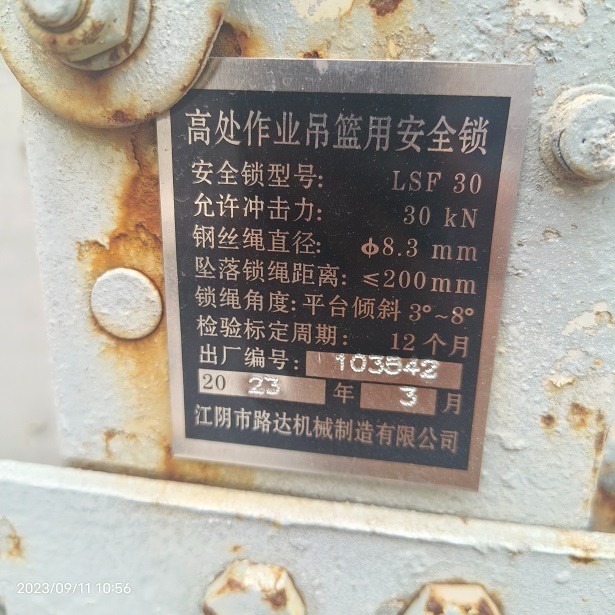 高处作业吊篮用安全锁
安全锁型号: LSF 30
允许冲击力: 30 kN
钢丝绳直径: ф8.3 mm
坠落锁绳距离: ≤200mm
锁绳角度: 平台倾斜 3°~8°
检验标定周期: 12 个月
出厂编号: 103542
20 23 年 3 月
江阴市路达机械制造有限公司
2023/09/11 10:56